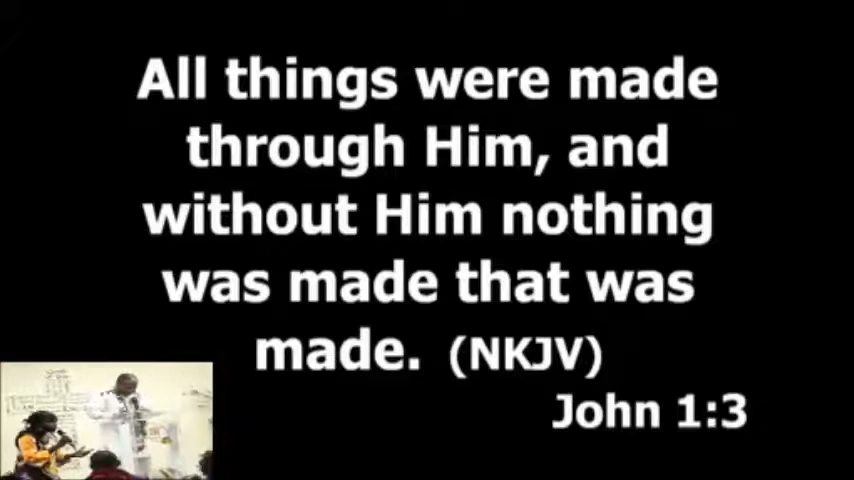 All things were made
through Him, and
without Him nothing
was made that was
made. (NKJV)
John 1:3